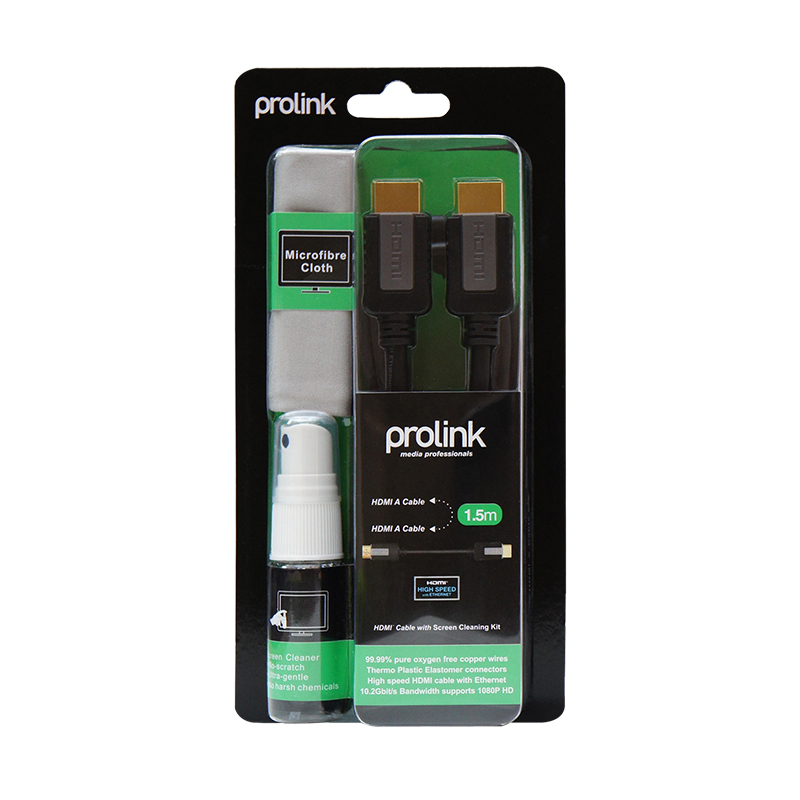 prolink
Microfibre
Cloth
HDMI
HDMI
prolink
media professionals
HDMI A Cable
1.5m
HDMI A Cable
HDMI
HIGH SPEED
with ETHERNET
HDMI Cable with Screen Cleaning Kit
99.99% pure oxygen free copper wires
Thermo Plastic Elastomer connectors
High speed HDMI cable with Ethernet
10.2Gbit/s Bandwidth supports 1080P HD
Cleaner
-scratch
-gentle
harsh chemicals